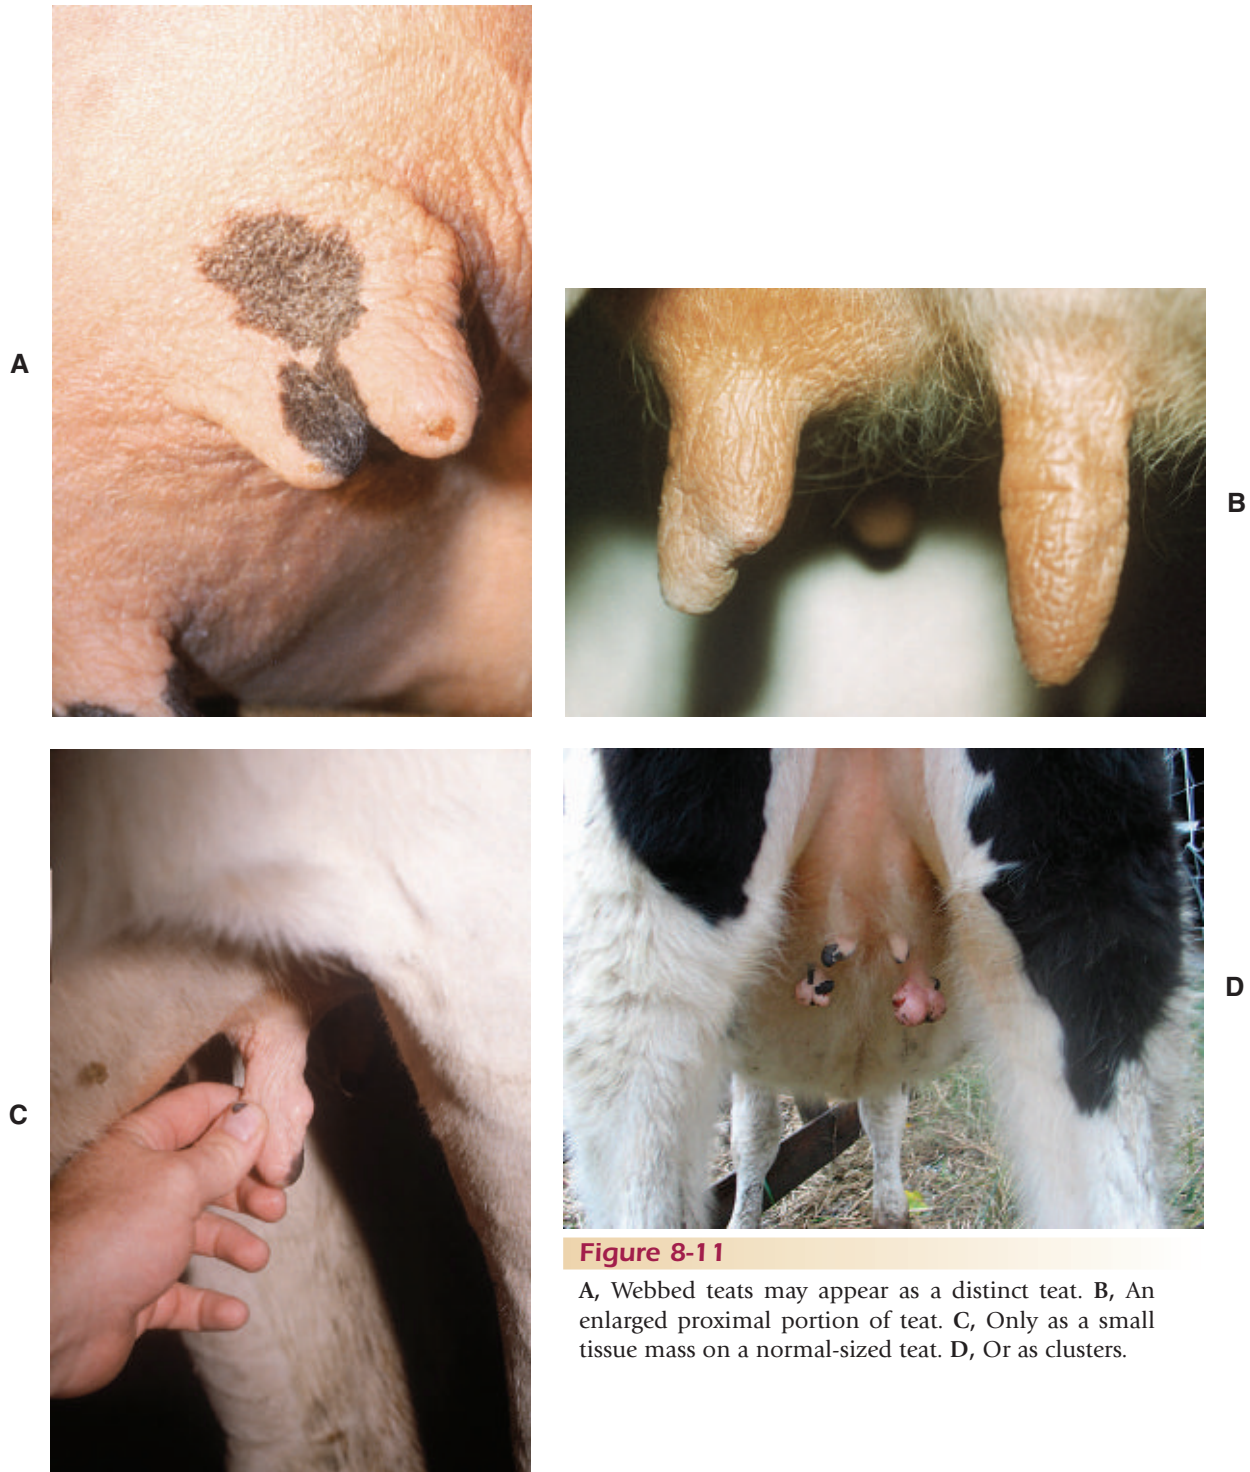 A
B
C
D
Figure 8-11
A, Webbed teats may appear as a distinct teat. B, An
enlarged proximal portion of teat. C, Only as a small
tissue mass on a normal-sized teat. D, Or as clusters.